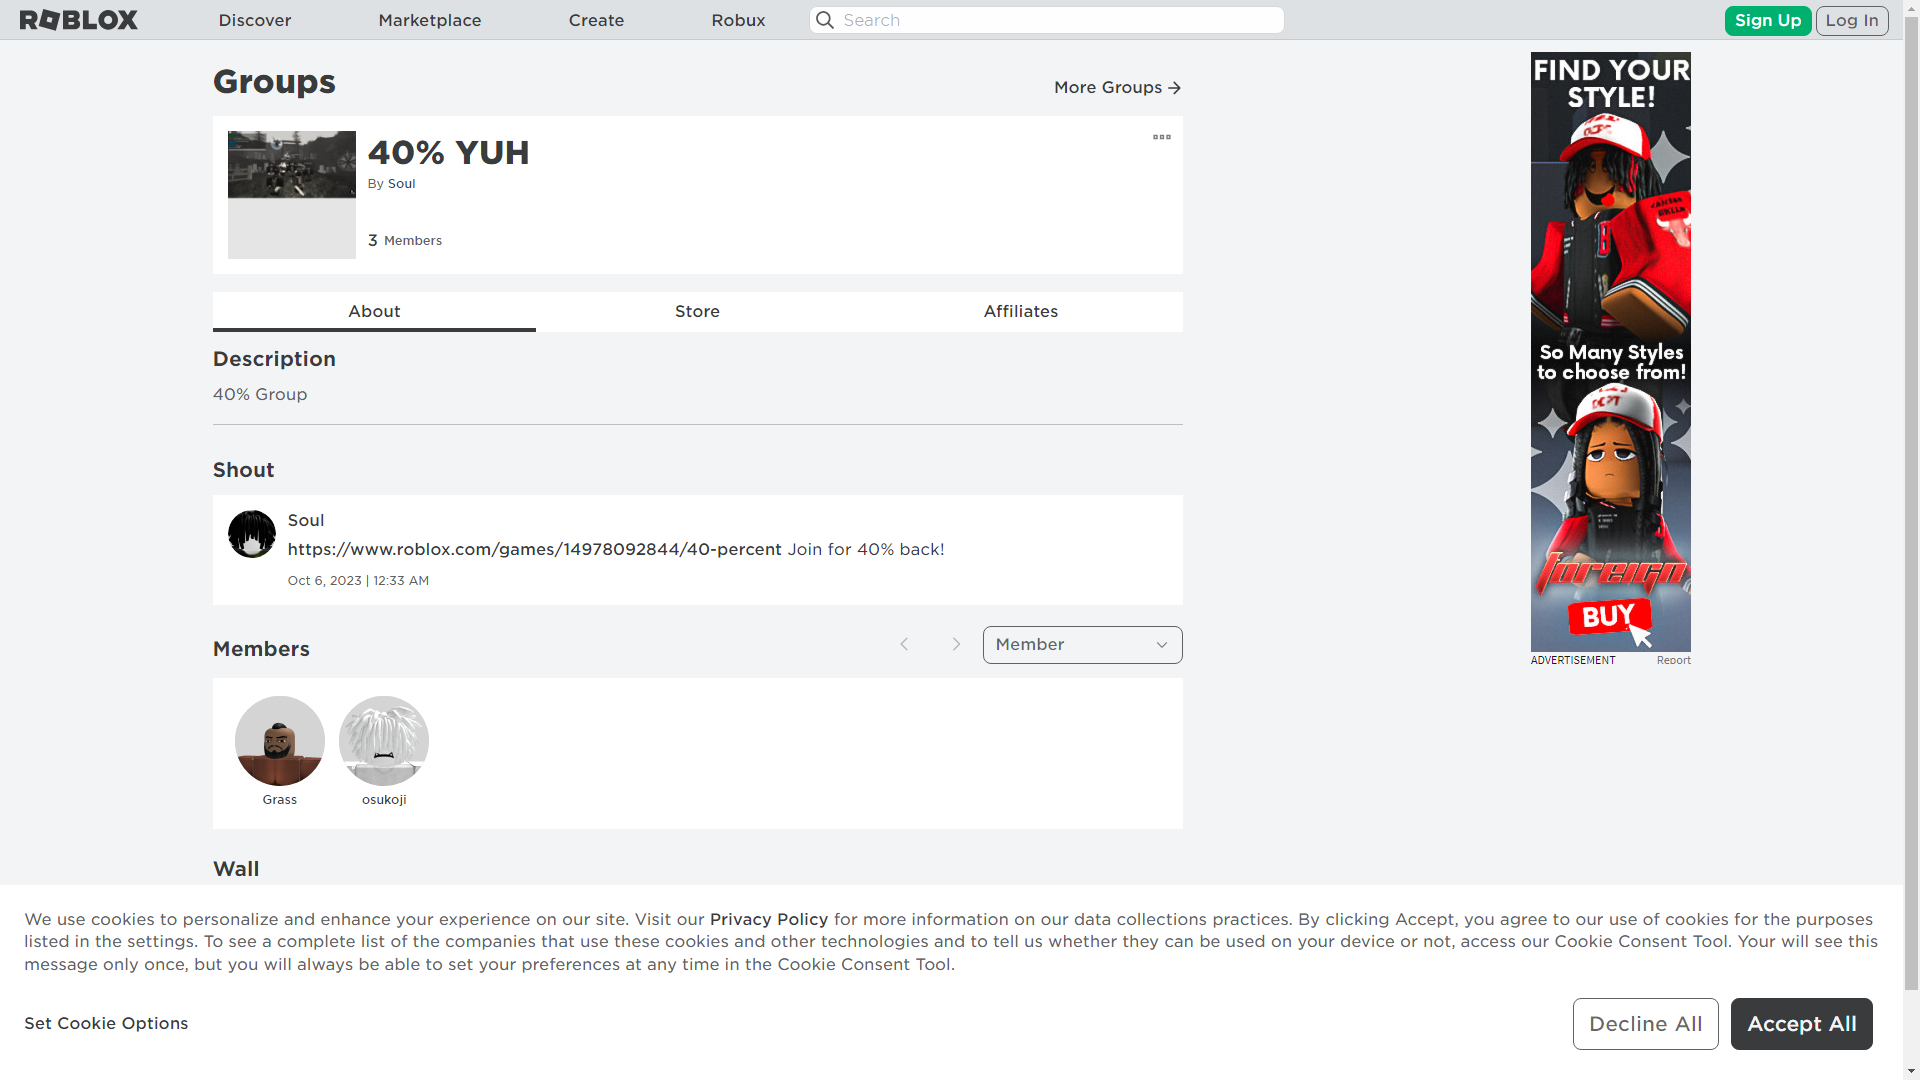 ROBLOX
Discover
Marketplace
Create
Robux
Search
Sign Up
Log In
Groups
More Groups
40% YUH
By Soul
3 Members
About
Store
Affiliates
Description
40% Group
Shout
Soul
https://www.roblox.com/games/14978092844/40-percent Join for 40% back!
Oct 6, 2023 | 12:33 AM
Members
Member
Grass
osukoji
Wall
FIND YOUR
STYLE!
So Many Styles
to choose from!
foreign
BUY
ADVERTISEMENT
Report
We use cookies to personalize and enhance your experience on our site. Visit our Privacy Policy for more information on our data collections practices. By clicking Accept, you agree to our use of cookies for the purposes
listed in the settings. To see a complete list of the companies that use these cookies and other technologies and to tell us whether they can be used on your device or not, access our Cookie Consent Tool. Your will see this
message only once, but you will always be able to set your preferences at any time in the Cookie Consent Tool.
Set Cookie Options
Decline All
Accept All